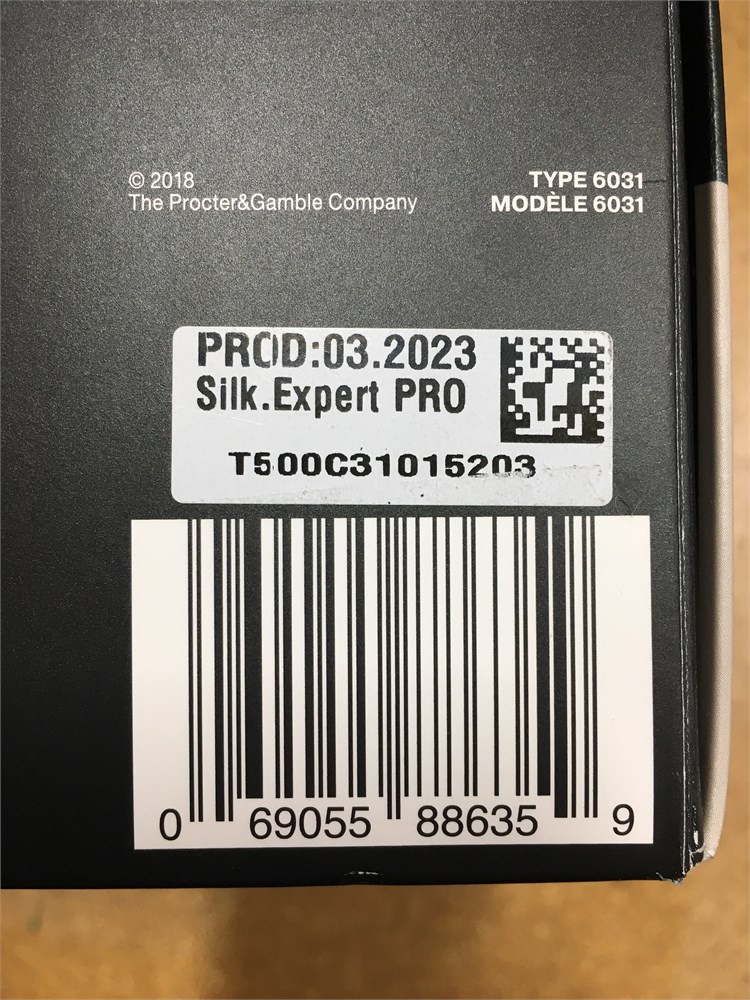 © 2018
The Procter&Gamble Company
TYPE 6031
MODÈLE 6031
PROD:03.2023
Silk.Expert PRO
T500C31015203
0 69055 88635 9